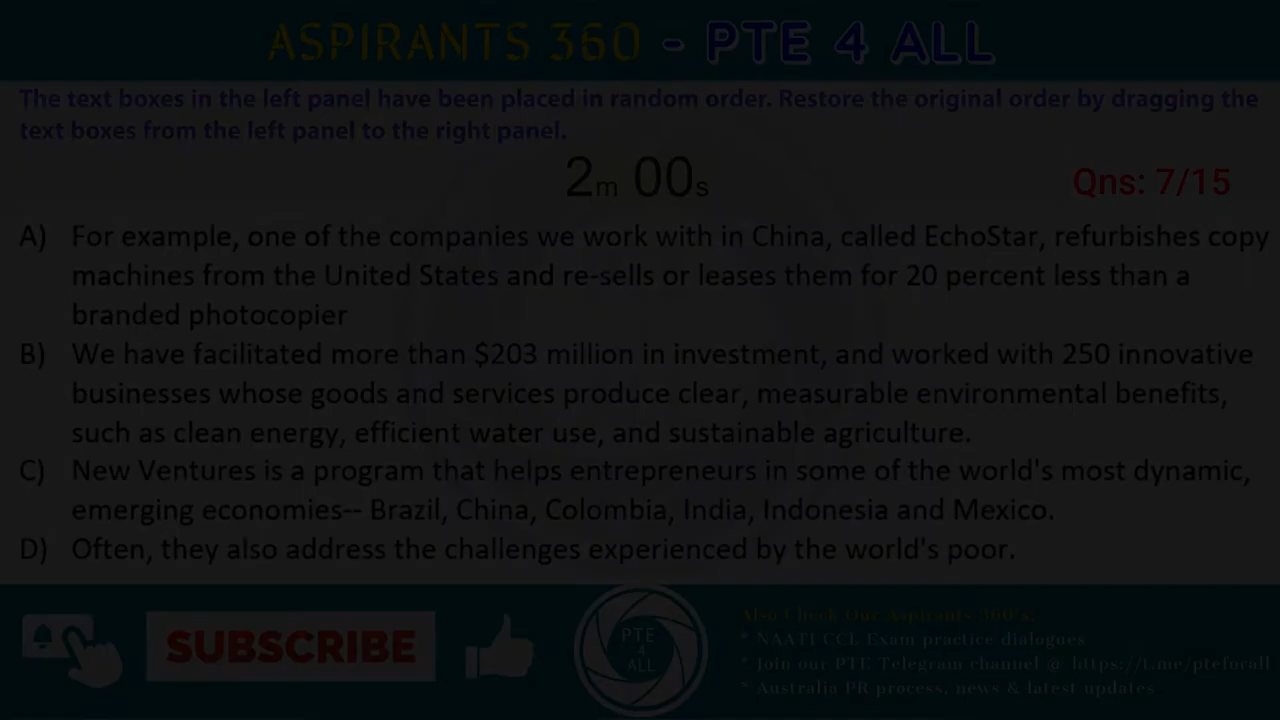 ASPIRANTS 360 - PTE 4 ALL
The text boxes in the left panel have been placed in random order. Restore the original order by dragging the
text boxes from the left panel to the right panel.
2m 00s
Qns: 7/15
A) For example, one of the companies we work with in China, called EchoStar, refurbishes copy
machines from the United States and re-sells or leases them for 20 percent less than a
branded photocopier
B) We have facilitated more than $203 million in investment, and worked with 250 innovative
businesses whose goods and services produce clear, measurable environmental benefits,
such as clean energy, efficient water use, and sustainable agriculture.
C) New Ventures is a program that helps entrepreneurs in some of the world's most dynamic,
emerging economies-- Brazil, China, Colombia, India, Indonesia and Mexico.
D) Often, they also address the challenges experienced by the world's poor.
SUBSCRIBE
PTE
4
ALL
Also Check Our Aspirants 360's:
* NAATI CCL Exam practice dialogues
* Join our PTE Telegram channel @ https://t.me/pteforall
* Australia PR process, news & latest updates